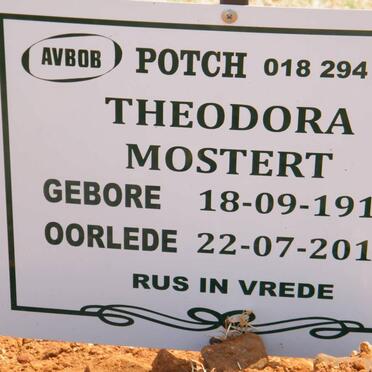 AVBOB POTCH 018 294
THEODORA
MOSTERT
GEBORE 18-09-191
OORLEDE 22-07-201
RUS IN VREDE